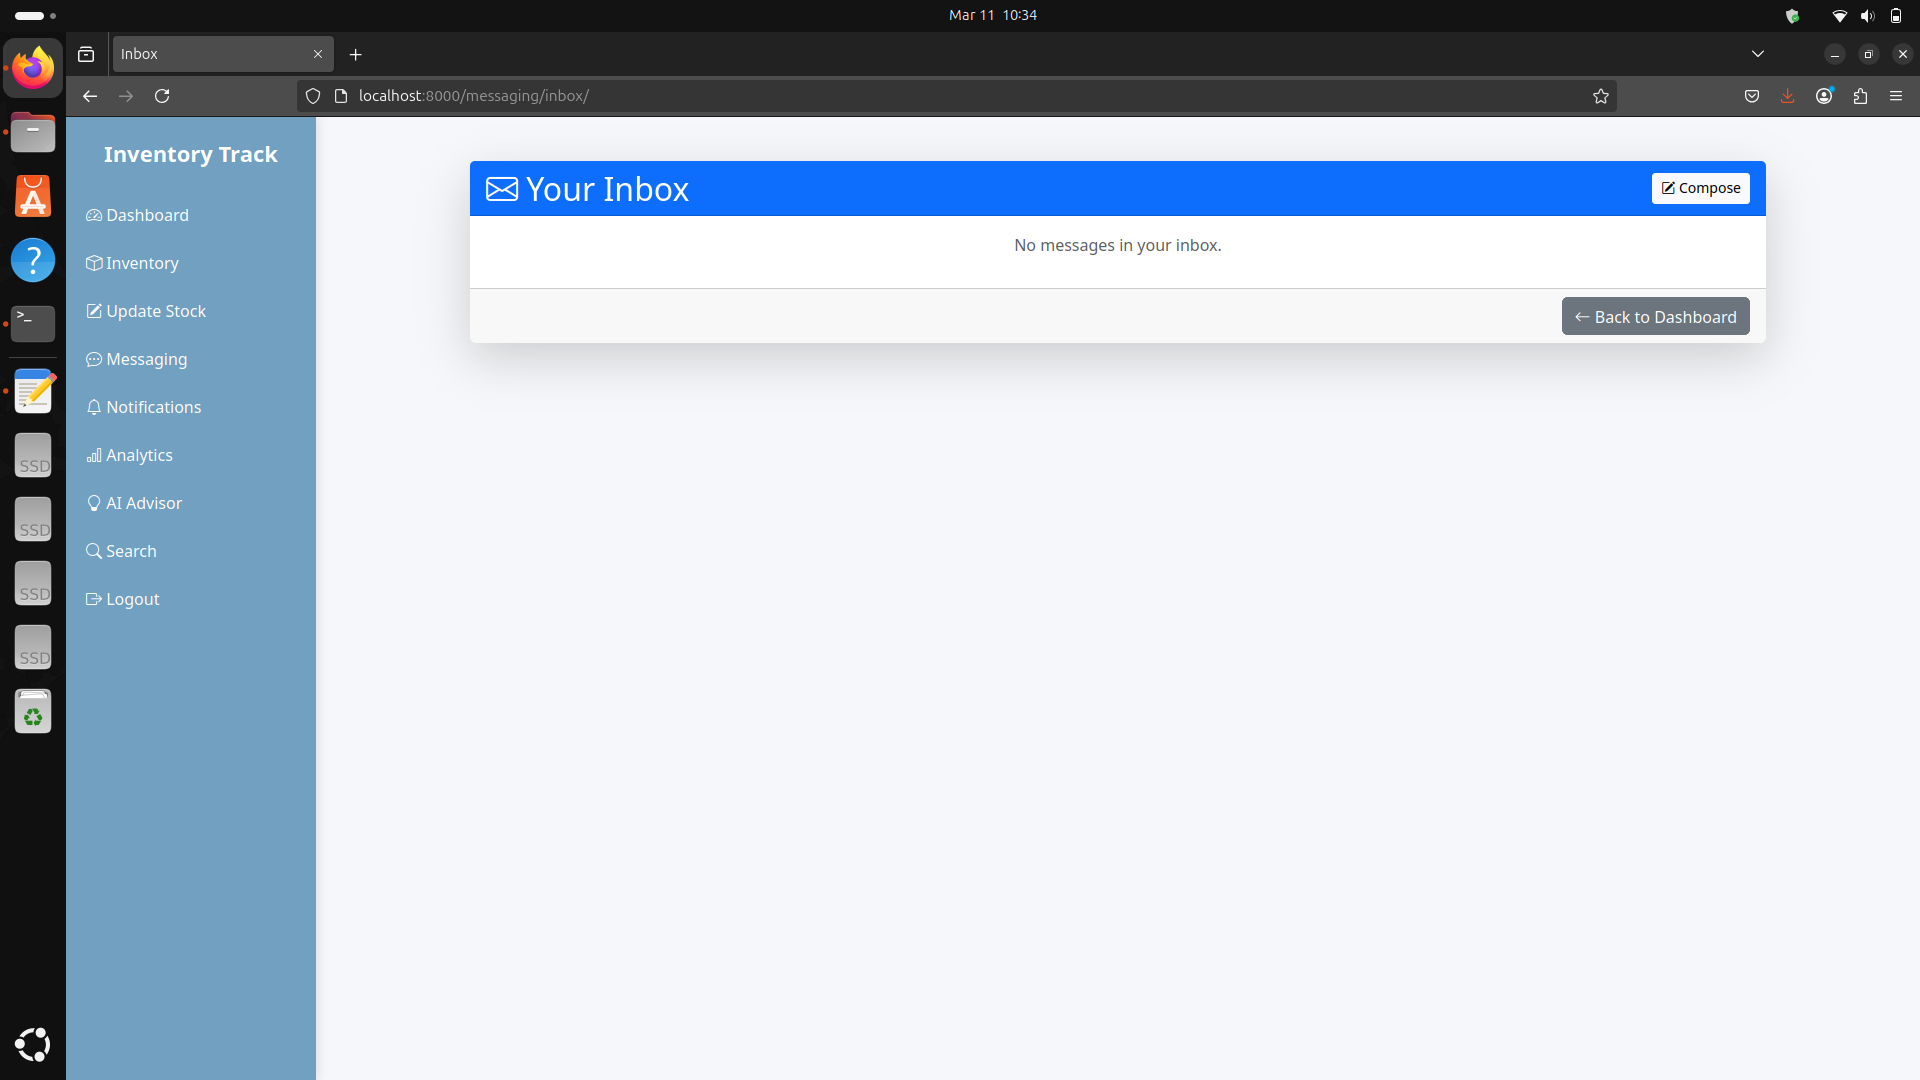 Mar 11 10:34
Inbox
localhost:8000/messaging/inbox/
Inventory Track
Dashboard
Inventory
Update Stock
Messaging
Notifications
Analytics
AI Advisor
Search
Logout
Your Inbox
Compose
No messages in your inbox.
Back to Dashboard
>_
?
SSD
SSD
SSD
SSD